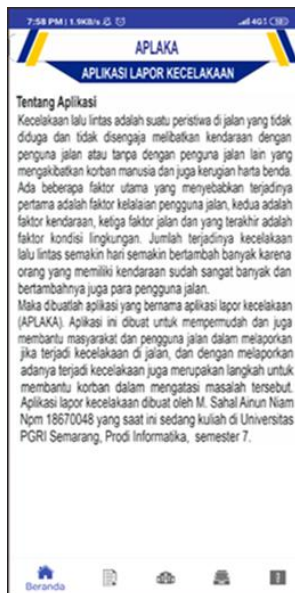 7:58 PM | 1.9KB/s
4G
APLAKA
APLIKASI LAPOR KECELAKAAN
Tentang Aplikasi
Kecelakaan lalu lintas adalah suatu peristiwa di jalan yang tidak
diduga dan tidak disengaja melibatkan kendaraan dengan
penguna jalan atau tanpa dengan penguna jalan lain yang
mengakibatkan korban manusia dan juga kerugian harta benda.
Ada beberapa faktor utama yang menyebabkan terjadinya
pertama adalah faktor kelalaian pengguna jalan, kedua adalah
faktor kendaraan, ketiga faktor jalan dan yang terakhir adalah
faktor kondisi lingkungan. Jumlah terjadinya kecelakaan
lalu lintas semakin hari semakin bertambah banyak karena
orang yang memiliki kendaraan sudah sangat banyak dan
bertambahnya juga para pengguna jalan.
Maka dibuatlah aplikasi yang bernama aplikasi lapor kecelakaan
(APLAKA). Aplikasi ini dibuat untuk mempermudah dan juga
membantu masyarakat dan pengguna jalan dalam melaporkan
jika terjadi kecelakaan di jalan, dan dengan melaporkan
adanya terjadi kecelakaan juga merupakan langkah untuk
membantu korban dalam mengatasi masalah tersebut.
Aplikasi lapor kecelakaan dibuat oleh M. Sahal Ainun Niam
Npm 18670048 yang saat ini sedang kuliah di Universitas
PGRI Semarang, Prodi Informatika, semester 7.
Beranda